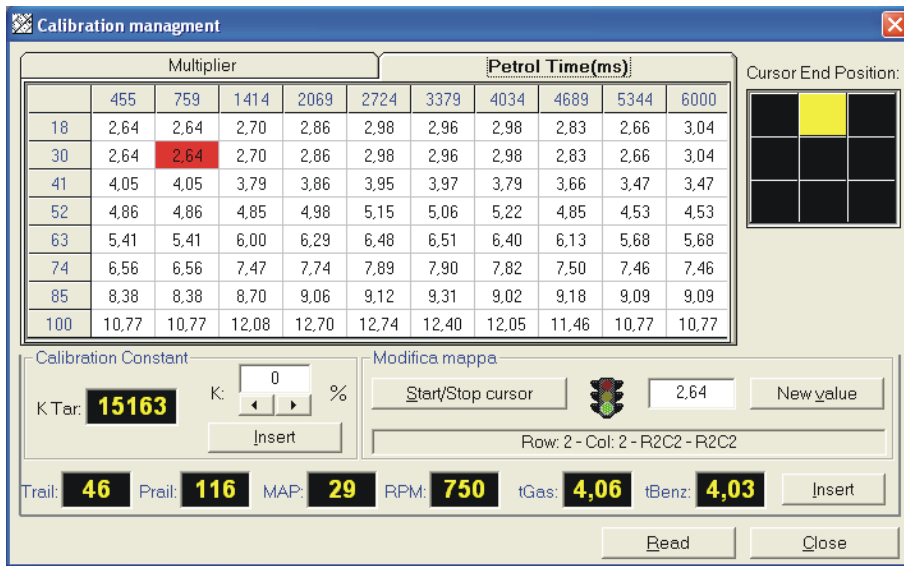 Calibration managment
Multiplier Petrol Time(ms)
Cursor End Position:
455 759 1414 2069 2724 3379 4034 4689 5344 6000
18 2,64 2,64 2,70 2,86 2,98 2,96 2,98 2,83 2,66 3,04
30 2,64 2,64 2,70 2,86 2,98 2,96 2,98 2,83 2,66 3,04
41 4,05 4,05 3,79 3,86 3,95 3,97 3,79 3,66 3,47 3,47
52 4,86 4,86 4,85 4,98 5,15 5,06 5,22 4,85 4,53 4,53
63 5,41 5,41 6,00 6,29 6,48 6,51 6,40 6,13 5,68 5,68
74 6,56 6,56 7,47 7,74 7,89 7,90 7,82 7,50 7,46 7,46
85 8,38 8,38 8,70 9,06 9,12 9,31 9,02 9,18 9,09 9,09
100 10,77 10,77 12,08 12,70 12,74 12,40 12,05 11,46 10,77 10,77
Calibration Constant
K Tar: 15163 K: 0 %
Insert
Modifica mappa
Start/Stop cursor 2,64 New value
Row: 2 - Col: 2 - R2C2 - R2C2
Trail: 46 Prail: 116 MAP: 29 RPM: 750 tGas: 4,06 tBenz: 4,03 Insert
Read Close